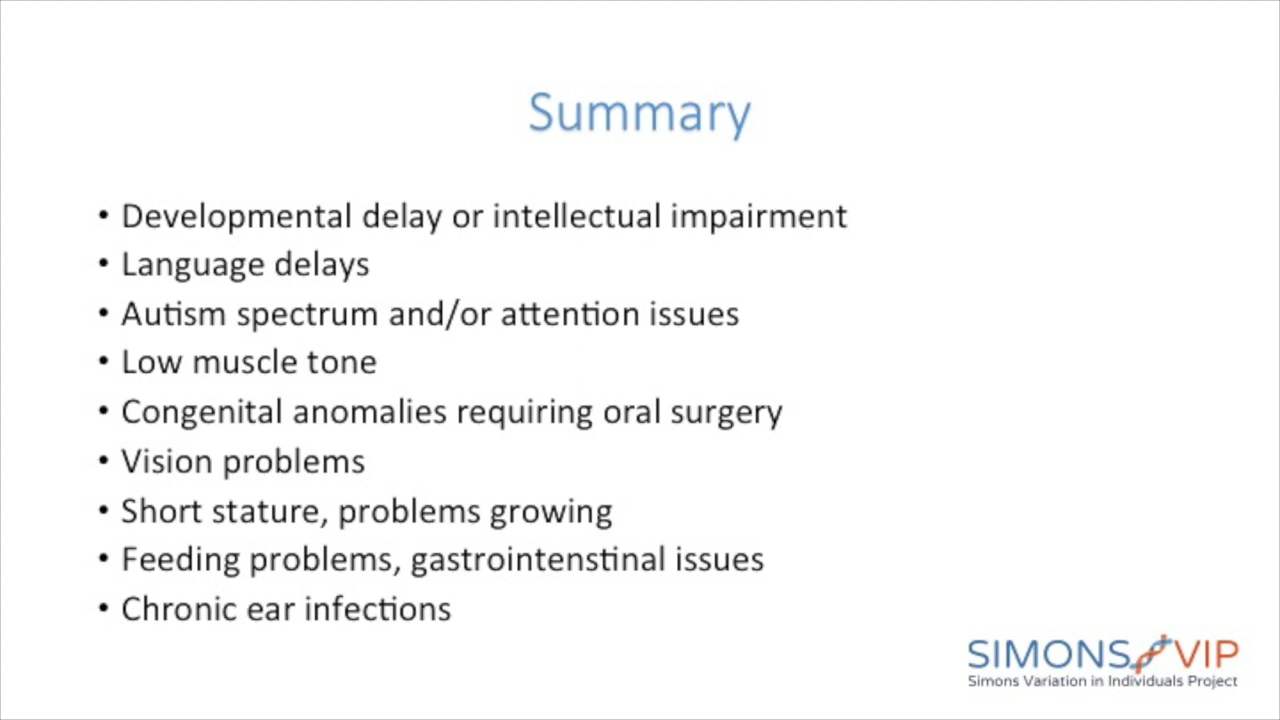 Summary
• Developmental delay or intellectual impairment
• Language delays
• Autism spectrum and/or attention issues
• Low muscle tone
• Congenital anomalies requiring oral surgery
• Vision problems
• Short stature, problems growing
• Feeding problems, gastrointenstinal issues
• Chronic ear infections
SIMONS VIP
Simons Variation in Individuals Project